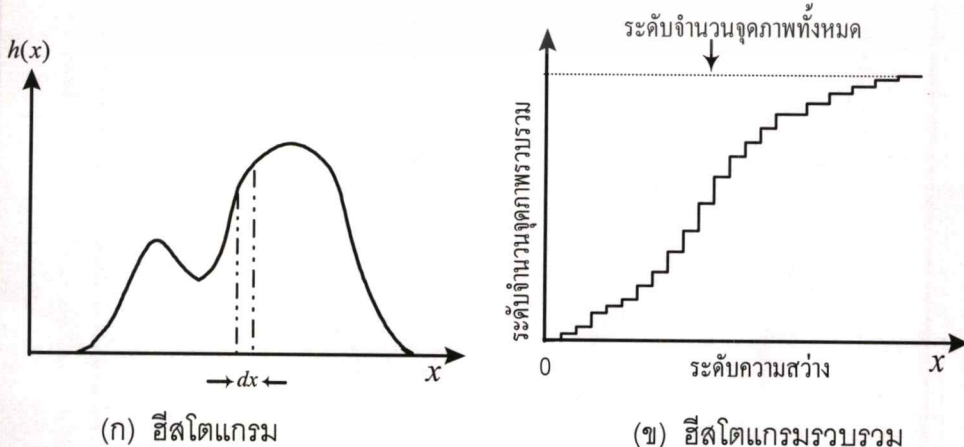 h(x)
x
dx
(ก) ฮีสโตแกรม
ระดับจำนวนจุดภาพทั้งหมด
ระดับจำนวนจุดภาพรวบรวม
0
ระดับความสว่าง
x
(ข) ฮีสโตแกรมรวบรวม